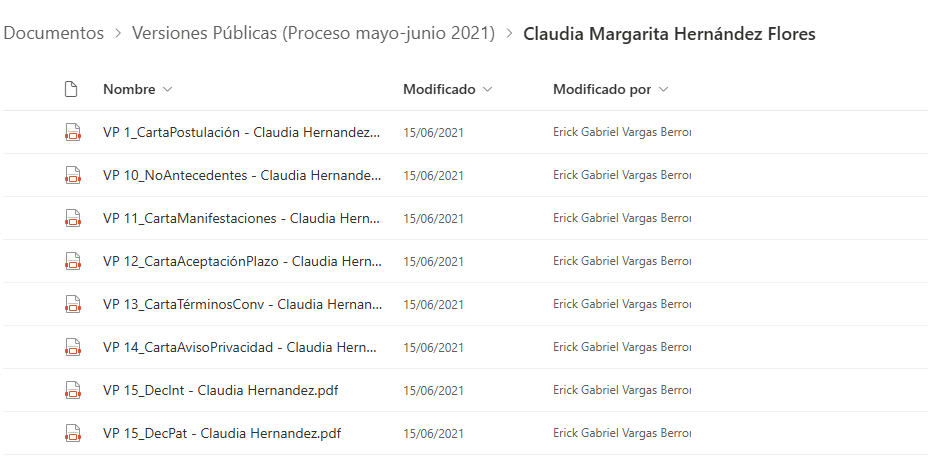 Documentos > Versiones Públicas (Proceso mayo-junio 2021) > Claudia Margarita Hernández Flores
Nombre Modificado Modificado por
VP 1_CartaPostulación - Claudia Hernandez... 15/06/2021 Erick Gabriel Vargas Berror
VP 10_NoAntecedentes - Claudia Hernande... 15/06/2021 Erick Gabriel Vargas Berror
VP 11_CartaManifestaciones - Claudia Hern... 15/06/2021 Erick Gabriel Vargas Berror
VP 12_CartaAceptaciónPlazo - Claudia Hern... 15/06/2021 Erick Gabriel Vargas Berror
VP 13_CartaTérminosConv - Claudia Hernan... 15/06/2021 Erick Gabriel Vargas Berror
VP 14_CartaAvisoPrivacidad - Claudia Hern... 15/06/2021 Erick Gabriel Vargas Berror
VP 15_DecInt - Claudia Hernandez.pdf 15/06/2021 Erick Gabriel Vargas Berror
VP 15_DecPat - Claudia Hernandez.pdf 15/06/2021 Erick Gabriel Vargas Berror